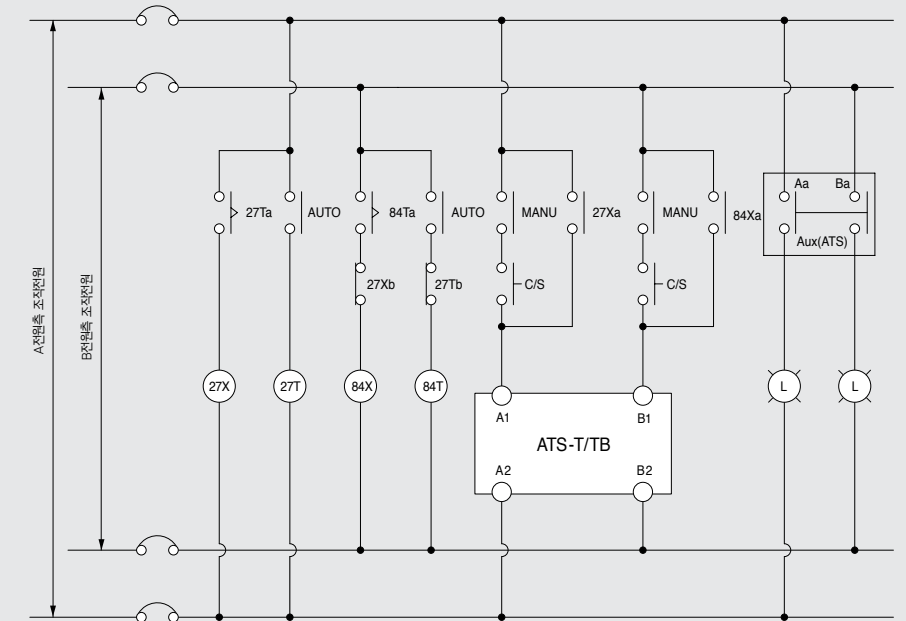 Aa
Ba
27Ta
AUTO
84Ta
AUTO
MANU
27Xa
MANU
84Xa
Aux(ATS)
27Xb
27Tb
C/S
C/S
A전원측 조작전원
B전원측 조작전원
27X
27T
84X
84T
L
L
A1
B1
ATS-T/TB
A2
B2